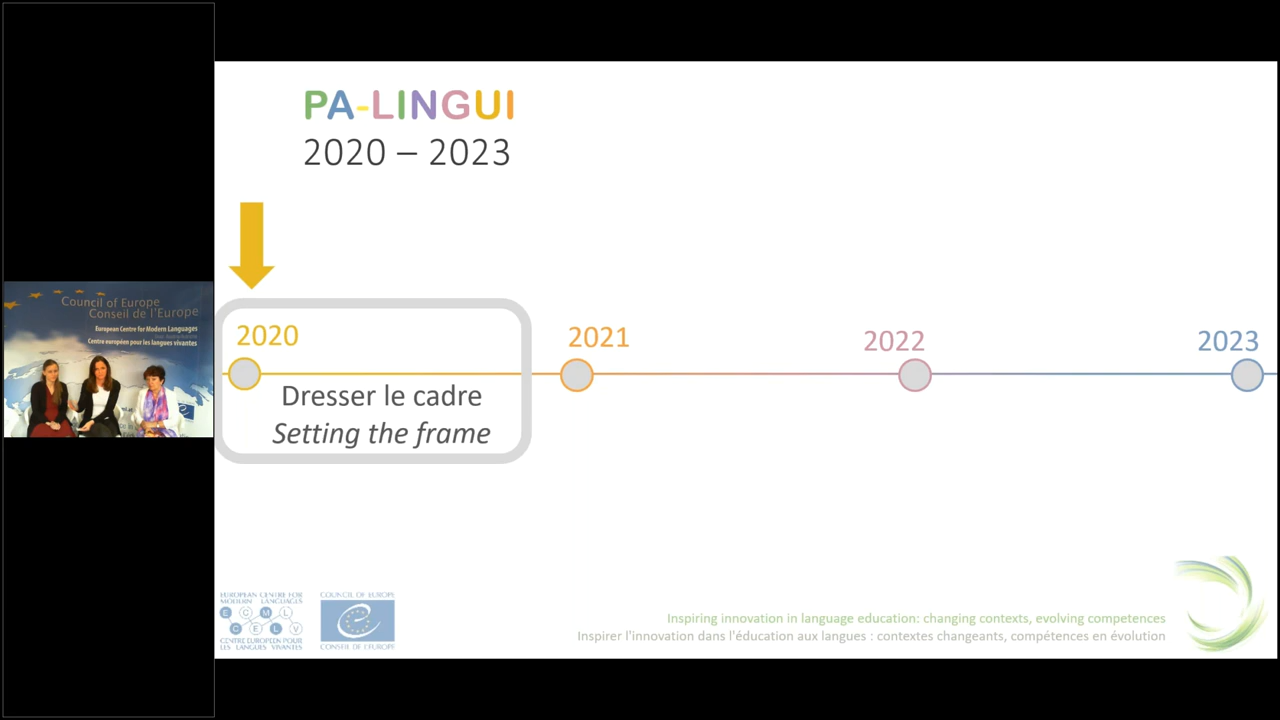 PA-LINGUI
2020 – 2023
2020
2021
2022
2023
Dresser le cadre
Setting the frame
Council of Europe
Conseil de l'Europe
European Centre for Modern Languages
Centre européen pour les langues vivantes
EUROPEAN CENTRE FOR
MODERN LANGUAGES
E C M L
C E L V
CENTRE EUROPEEN POUR
LES LANGUES VIVANTES
COUNCIL OF EUROPE
CONSEIL DE L'EUROPE
Inspiring innovation in language education: changing contexts, evolving competences
Inspirer l'innovation dans l'éducation aux langues : contextes changeants, compétences en évolution